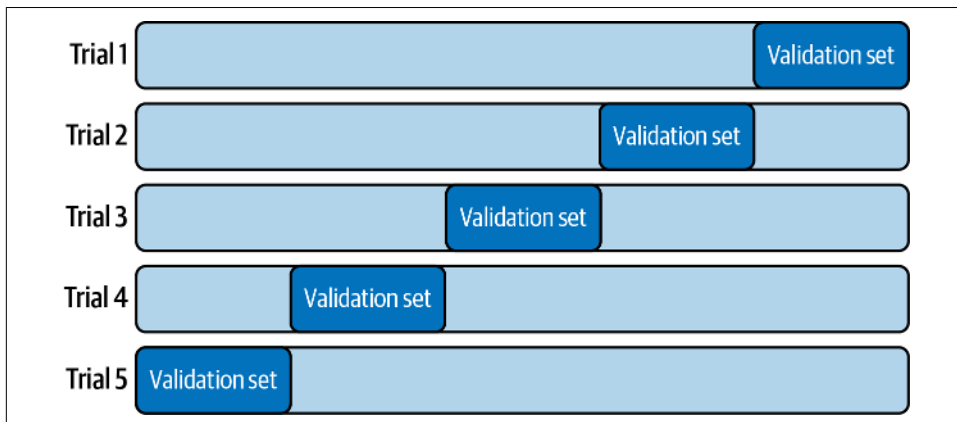 Trial 1 Validation set
Trial 2 Validation set
Trial 3 Validation set
Trial 4 Validation set
Trial 5 Validation set